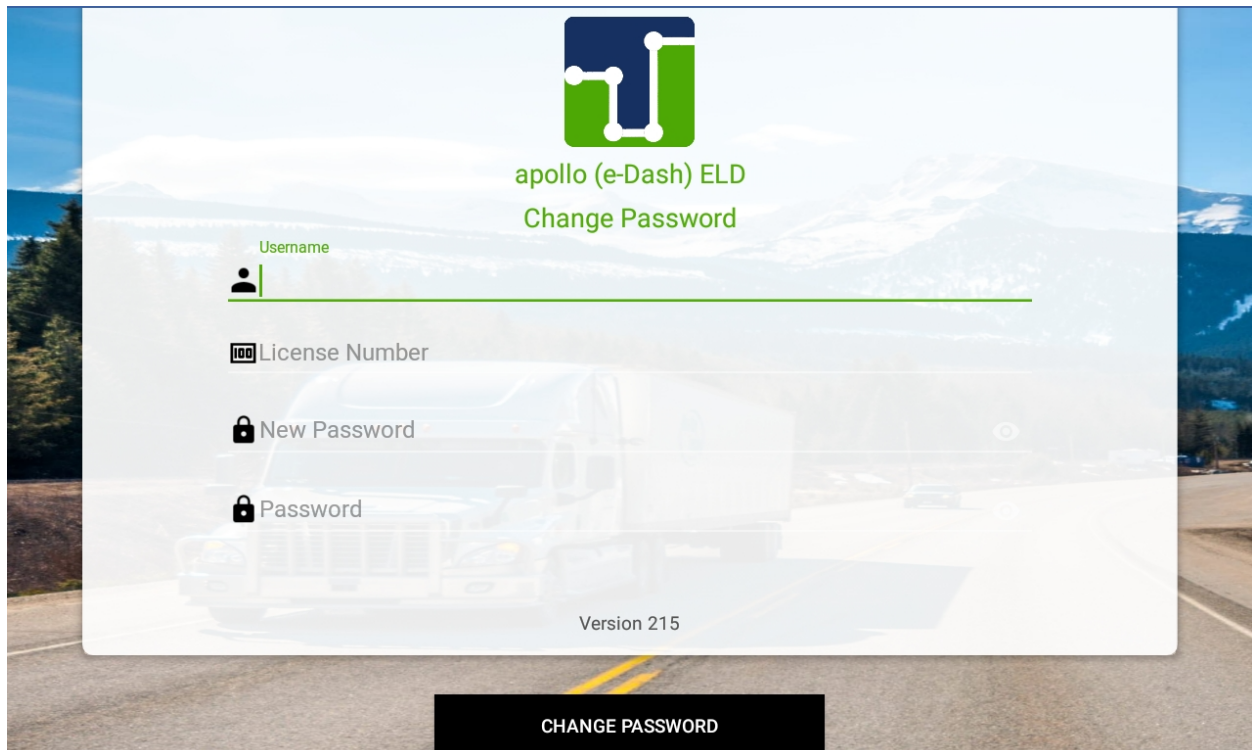 apollo (e-Dash) ELD
Change Password
Username
License Number
New Password
Password
Version 215
CHANGE PASSWORD